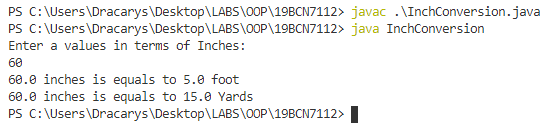 PS C:\Users\Dracarys\Desktop\LABS\OOP\19BCN7112> javac .\InchConversion.java
PS C:\Users\Dracarys\Desktop\LABS\OOP\19BCN7112> java InchConversion
Enter a values in terms of Inches:
60
60.0 inches is equals to 5.0 foot
60.0 inches is equals to 15.0 Yards
PS C:\Users\Dracarys\Desktop\LABS\OOP\19BCN7112>